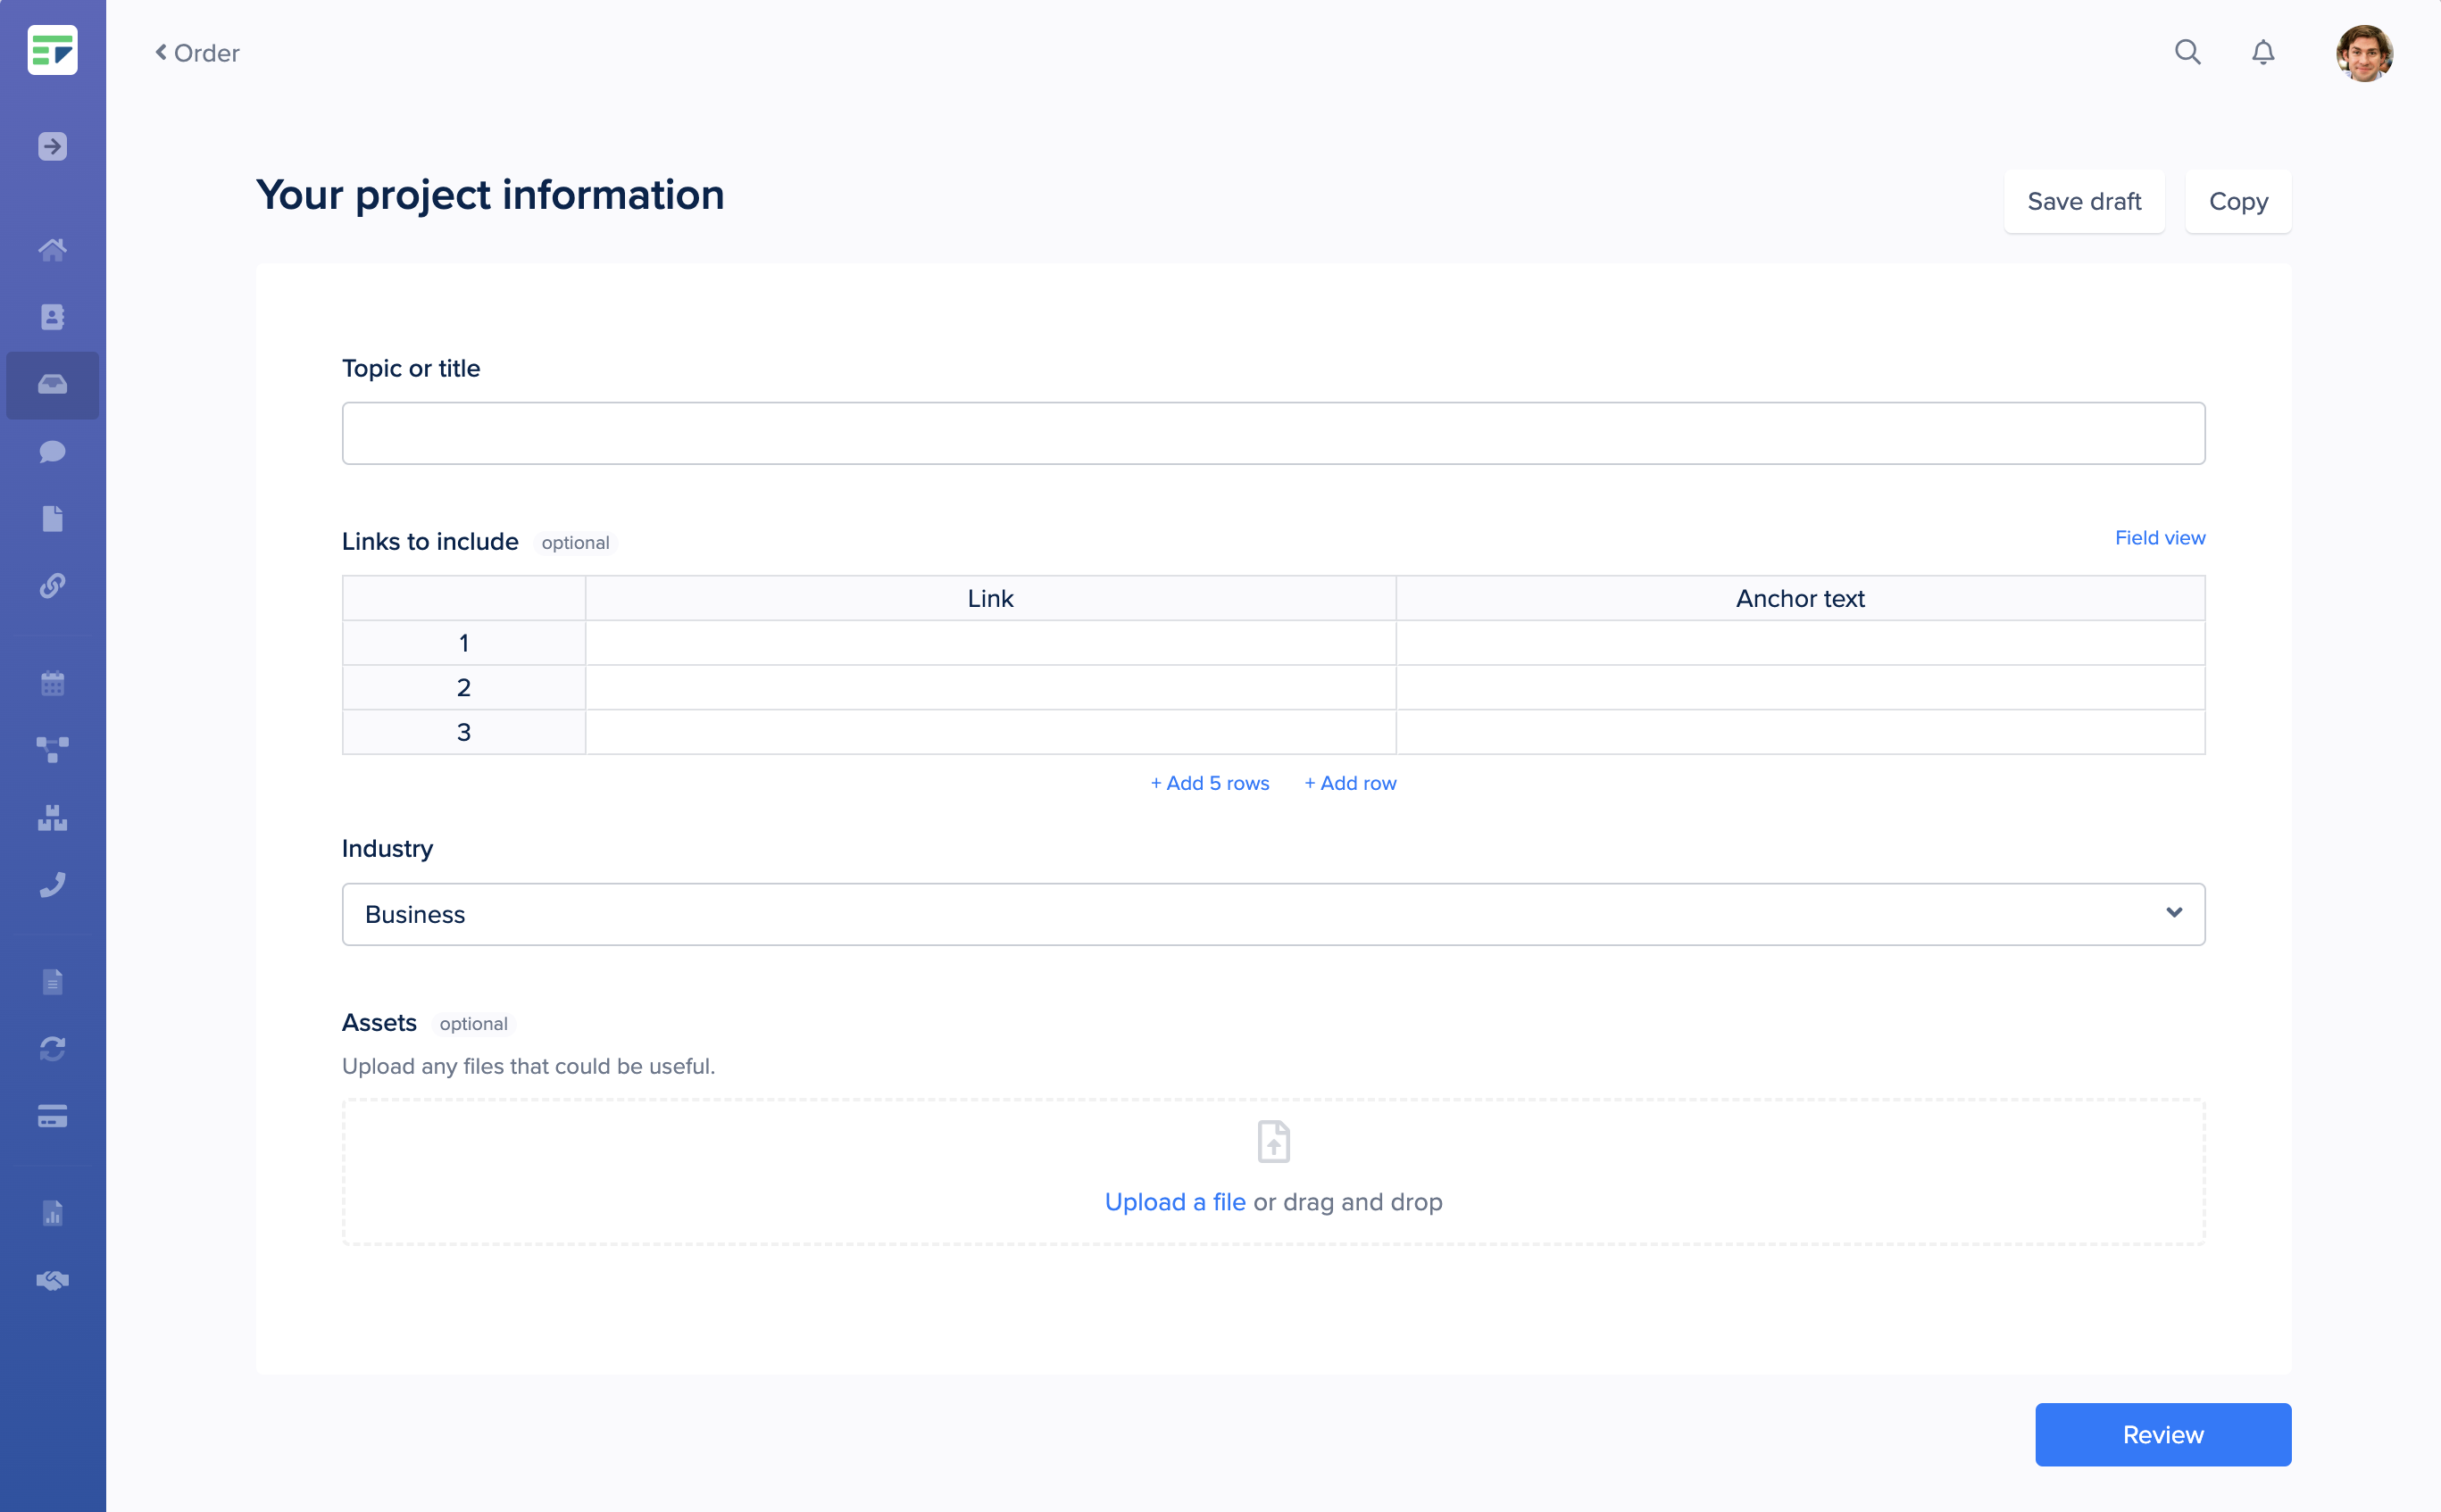 Order
Your project information
Save draft
Copy
Topic or title
Links to include optional
Field view
Link Anchor text
1
2
3
+ Add 5 rows + Add row
Industry
Business
Assets optional
Upload any files that could be useful.
Upload a file or drag and drop
Review